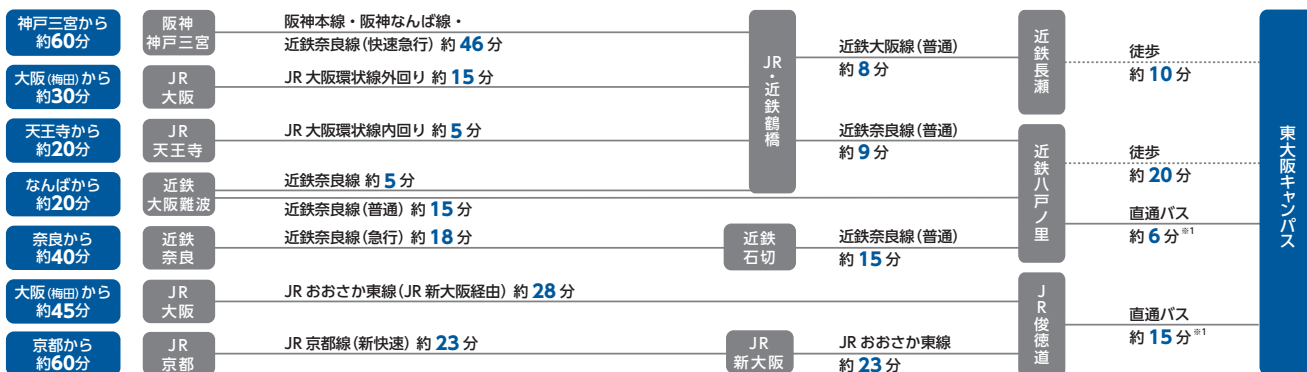 神戸三宮から
約60分
阪神
神戸三宮
阪神本線・阪神なんば線・
近鉄奈良線(快速急行) 約 46 分
大阪(梅田)から
約30分
JR
大阪
JR 大阪環状線外回り 約 15 分
天王寺から
約20分
JR
天王寺
JR 大阪環状線内回り 約 5 分
なんばから
約20分
近鉄
大阪難波
近鉄奈良線 約 5 分
近鉄奈良線(普通) 約 15 分
奈良から
約40分
近鉄
奈良
近鉄奈良線(急行) 約 18 分
大阪(梅田)から
約45分
JR
大阪
JR おおさか東線(JR 新大阪経由) 約 28 分
京都から
約60分
JR
京都
JR 京都線(新快速) 約 23 分
JR・近鉄鶴橋
近鉄
石切
JR
新大阪
近鉄大阪線(普通)
約 8 分
近鉄奈良線(普通)
約 9 分
近鉄奈良線(普通)
約 15 分
JR おおさか東線
約 23 分
近鉄長瀬
近鉄八戸ノ里
JR俊徳道
徒歩
約 10 分
徒歩
約 20 分
直通バス
約 6 分※1
直通バス
約 15 分※1
東大阪キャンパス